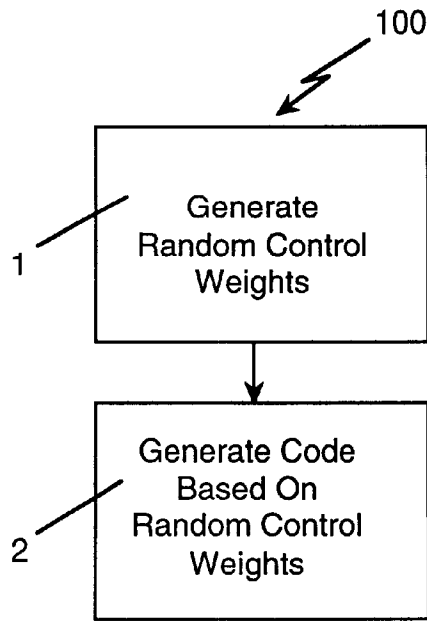 100
Generate
Random Control
Weights
1
Generate Code
Based On
Random Control
Weights
2